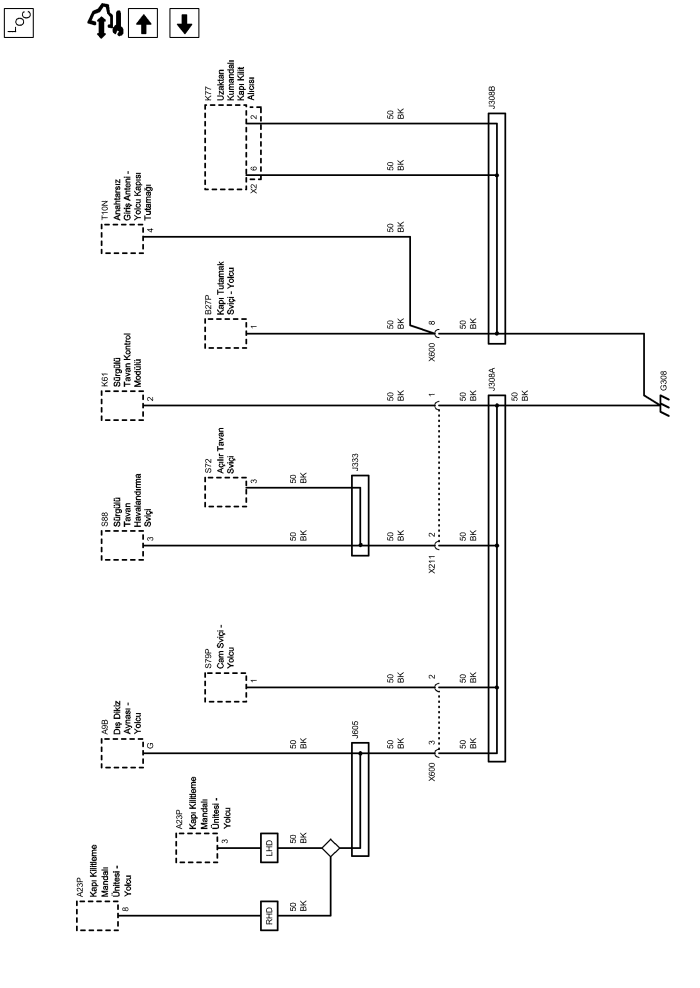 LOC
A23P
Kapı Kilitleme
Mandalı
Ünitesi -
Yolcu
8
RHD
50
BK
A23P
Kapı Kilitleme
Mandalı
Ünitesi -
Yolcu
3
LHD
50
BK
A9B
Dış Dikiz
Aynası -
Yolcu
G
50
BK
J605
50
BK
X600
3
50
BK
S79P
Cam Sviçi -
Yolcu
1
50
BK
2
50
BK
S88
Sürgülü
Tavan
Havalandırma
Sviçi
3
50
BK
S72
Açılır Tavan
Sviçi
3
50
BK
J333
50
BK
X211
2
50
BK
K61
Sürgülü
Tavan Kontrol
Modülü
2
50
BK
1
50
BK
J308A
50
BK
B27P
Kapı Tutamak
Sviçi - Yolcu
1
50
BK
X600
8
50
BK
T10N
Anahtarsız
Giriş Anteni -
Yolcu Kapısı
Tutamağı
4
50
BK
K77
Uzaktan
Kumandalı
Kapı Kilit
Alıcısı
X2
6
2
50
BK
50
BK
J308B
G308